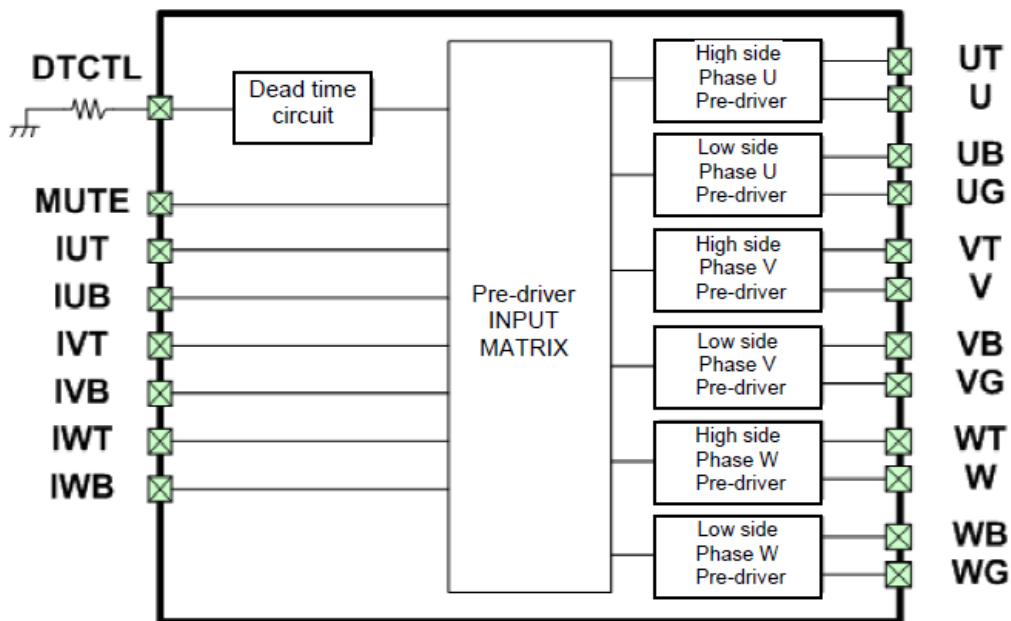 DTCTL
Dead time
circuit
MUTE
IUT
IUB
IVT
IVB
IWT
IWB
Pre-driver
INPUT
MATRIX
High side
Phase U
Pre-driver
Low side
Phase U
Pre-driver
High side
Phase V
Pre-driver
Low side
Phase V
Pre-driver
High side
Phase W
Pre-driver
Low side
Phase W
Pre-driver
UT
U
UB
UG
VT
V
VB
VG
WT
W
WB
WG